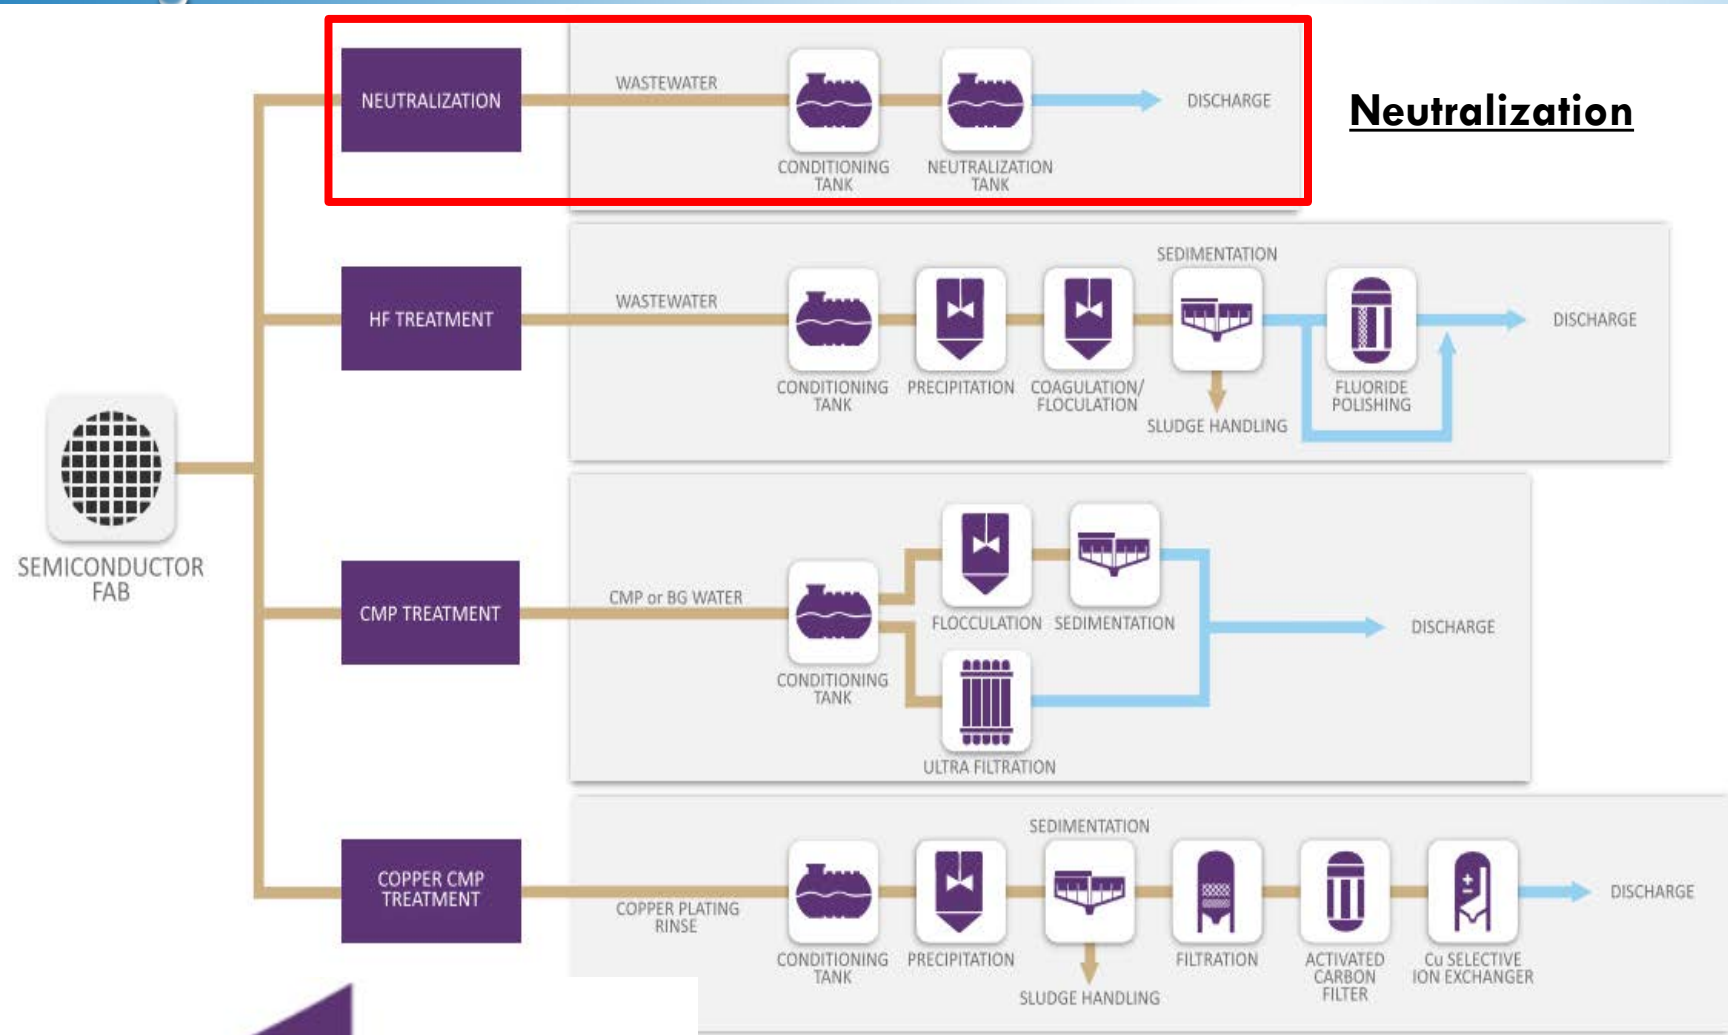 NEUTRALIZATION
WASTEWATER
CONDITIONING
TANK
NEUTRALIZATION
TANK
DISCHARGE
Neutralization
HF TREATMENT
WASTEWATER
CONDITIONING
TANK
PRECIPITATION
COAGULATION/
FLOCULATION
SEDIMENTATION
SLUDGE HANDLING
FLUORIDE
POLISHING
DISCHARGE
SEMICONDUCTOR
FAB
CMP TREATMENT
CMP or BG WATER
CONDITIONING
TANK
FLOCCULATION
SEDIMENTATION
ULTRA FILTRATION
DISCHARGE
COPPER CMP
TREATMENT
COPPER PLATING
RINSE
CONDITIONING
TANK
PRECIPITATION
SEDIMENTATION
SLUDGE HANDLING
FILTRATION
ACTIVATED
CARBON
FILTER
Cu SELECTIVE
ION EXCHANGER
DISCHARGE